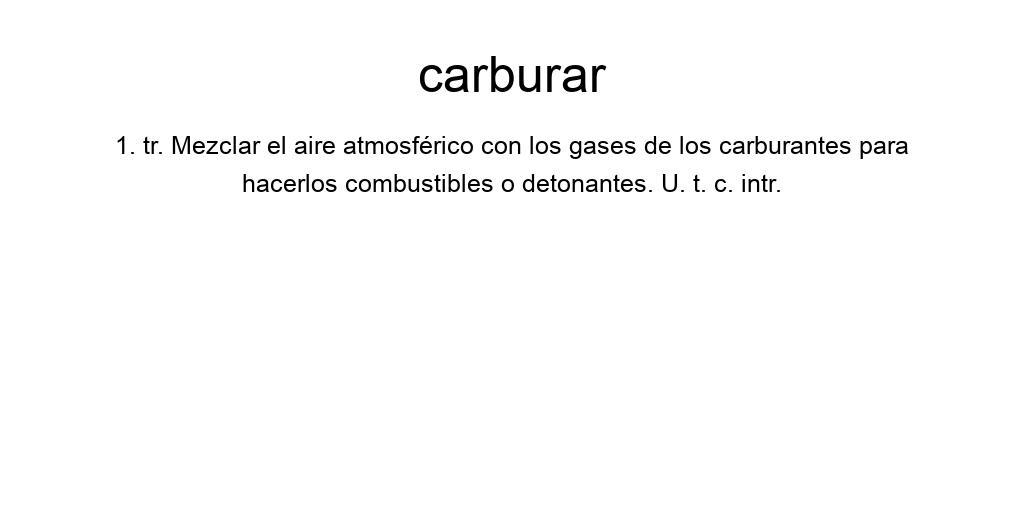 carburar
1. tr. Mezclar el aire atmosférico con los gases de los carburantes para
hacerlos combustibles o detonantes. U. t. c. intr.